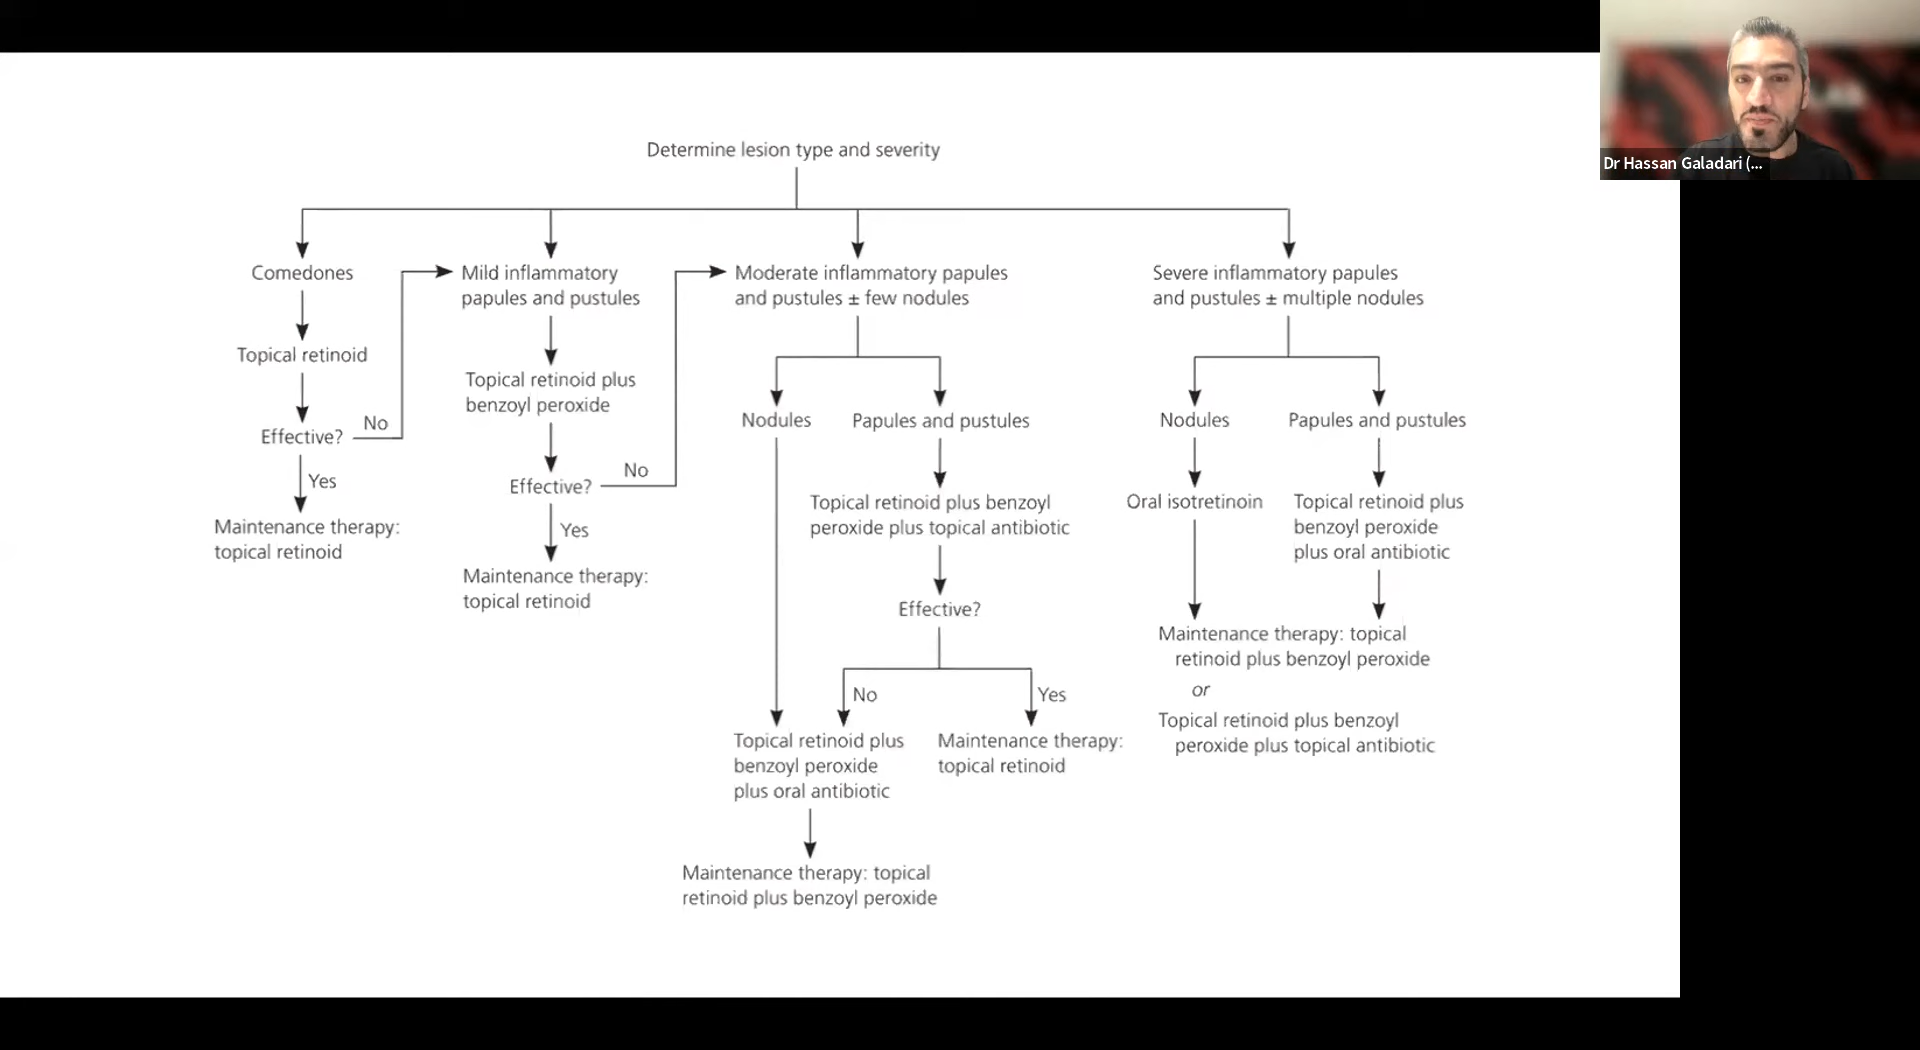 Dr Hassan Galadari (...
Determine lesion type and severity
Comedones
Topical retinoid
Effective?
No
Yes
Maintenance therapy:
topical retinoid
Mild inflammatory
papules and pustules
Topical retinoid plus
benzoyl peroxide
Effective?
No
Yes
Maintenance therapy:
topical retinoid
Moderate inflammatory papules
and pustules ± few nodules
Nodules
Papules and pustules
Topical retinoid plus benzoyl
peroxide plus topical antibiotic
Effective?
No
Yes
Topical retinoid plus
benzoyl peroxide
plus oral antibiotic
Maintenance therapy:
topical retinoid
Maintenance therapy: topical
retinoid plus benzoyl peroxide
Severe inflammatory papules
and pustules ± multiple nodules
Nodules
Papules and pustules
Oral isotretinoin
Topical retinoid plus
benzoyl peroxide
plus oral antibiotic
Maintenance therapy: topical
retinoid plus benzoyl peroxide
or
Topical retinoid plus benzoyl
peroxide plus topical antibiotic